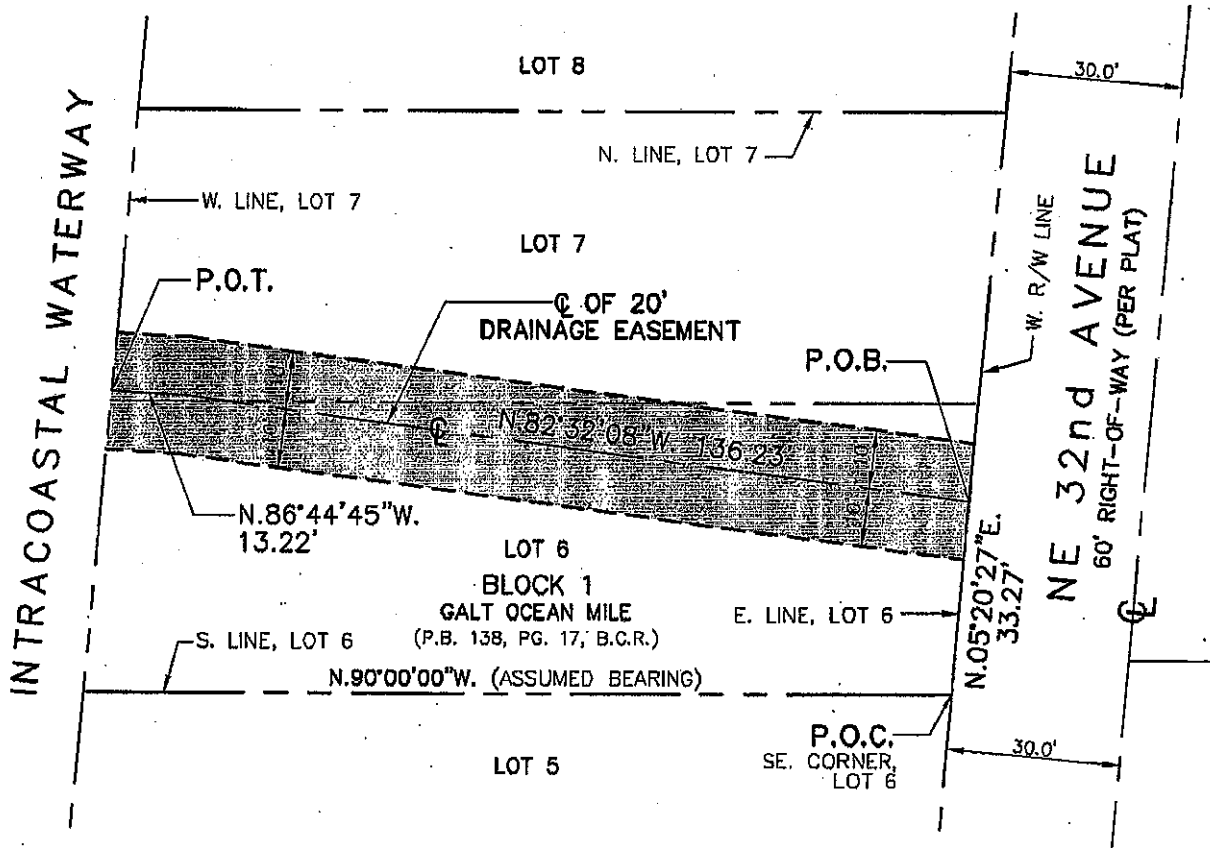 LOT 8
30.0'
N. LINE, LOT 7
W. LINE, LOT 7
LOT 7
W. R/W LINE
NE 32nd AVENUE
60' RIGHT-OF-WAY (PER PLAT)
INTRACOASTAL WATERWAY
P.O.T.
℄ OF 20'
DRAINAGE EASEMENT
P.O.B.
℄
N.82°32'08"W 136.23'
10'
10'
N.86°44'45"W.
13.22'
LOT 6
BLOCK 1
GALT OCEAN MILE
(P.B. 138, PG. 17, B.C.R.)
E. LINE, LOT 6
N.05°20'27"E.
33.27'
℄
S. LINE, LOT 6
N.90°00'00"W. (ASSUMED BEARING)
P.O.C.
SE. CORNER,
LOT 6
30.0'
LOT 5